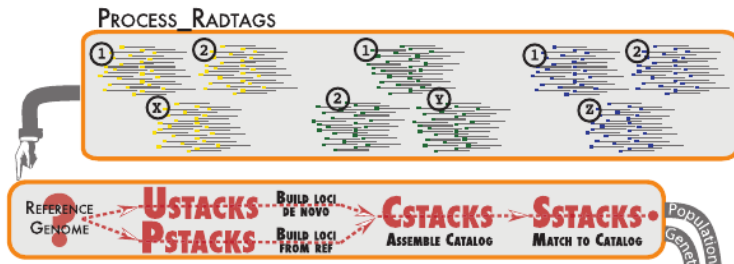 PROCESS_RADTAGS
1
2
X
1
2
Y
1
2
Z
REFERENCE GENOME
?
USTACKS
BUILD LOCI
DE NOVO
PSTACKS
BUILD LOCI
FROM REF
CSTACKS
ASSEMBLE CATALOG
SSTACKS
MATCH TO CATALOG
Population
Genet